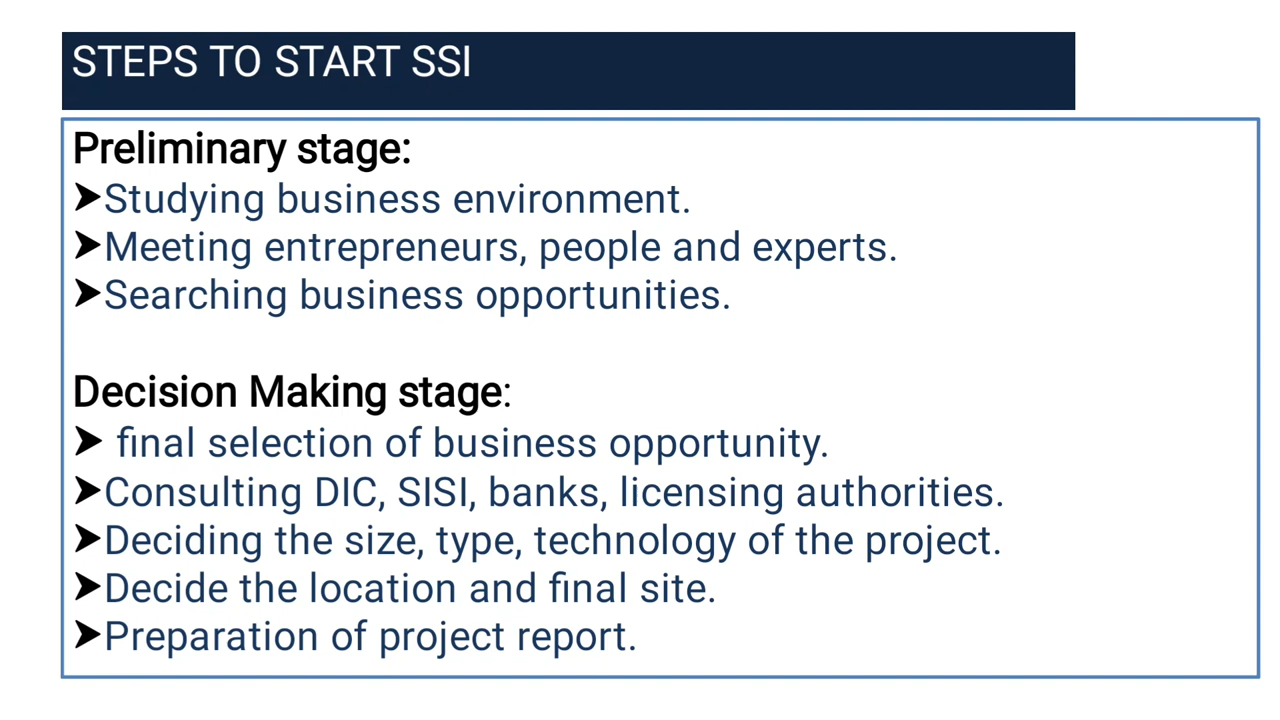 STEPS TO START SSI
Preliminary stage:
➤Studying business environment.
➤Meeting entrepreneurs, people and experts.
➤Searching business opportunities.
Decision Making stage:
➤ final selection of business opportunity.
➤Consulting DIC, SISI, banks, licensing authorities.
➤Deciding the size, type, technology of the project.
➤Decide the location and final site.
➤Preparation of project report.